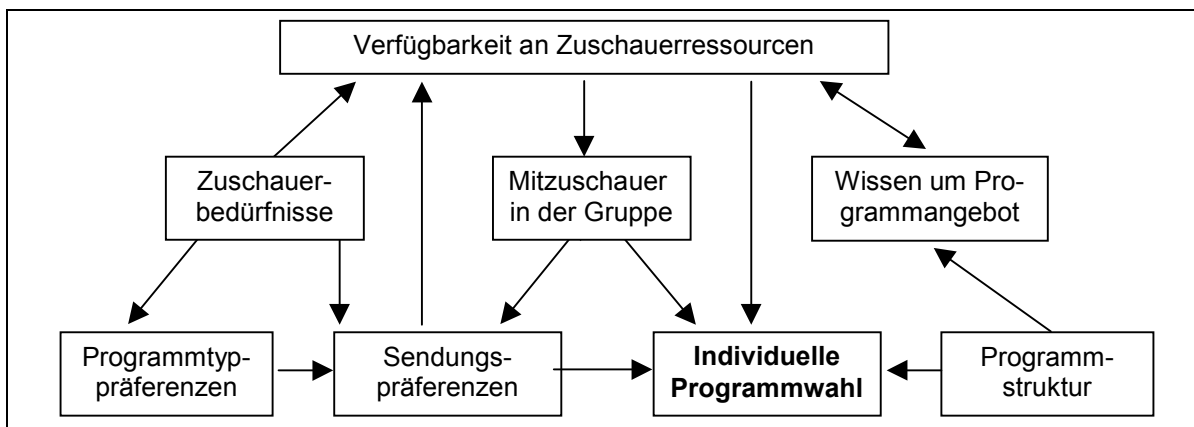 Verfügbarkeit an Zuschauerressourcen
Zuschauer-
bedürfnisse
Mitzuschauer
in der Gruppe
Wissen um Pro-
grammangebot
Programmtyp-
präferenzen
Sendungs-
präferenzen
Individuelle
Programmwahl
Programm-
struktur